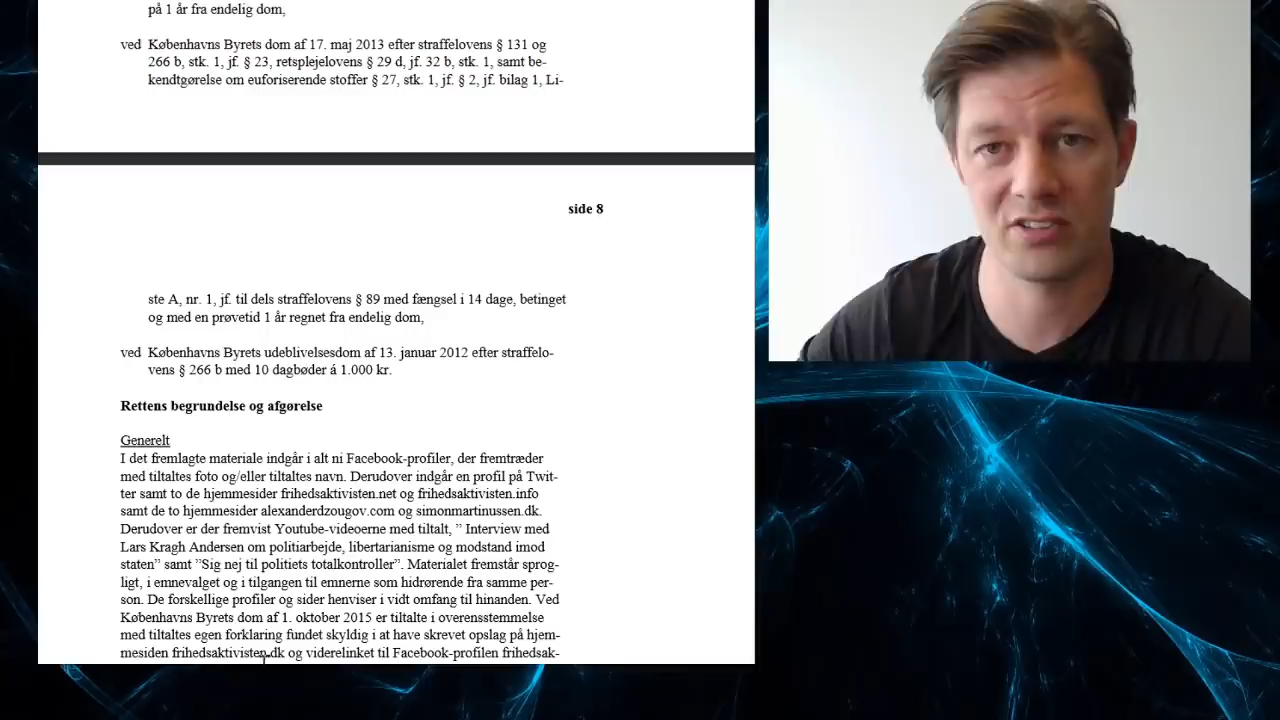 på 1 år fra endelig dom,
ved Københavns Byrets dom af 17. maj 2013 efter straffelovens § 131 og
266 b, stk. 1, jf. § 23, retsplejelovens § 29 d, jf. 32 b, stk. 1, samt be-
kendtgørelse om euforiserende stoffer § 27, stk. 1, jf. § 2, jf. bilag 1, Li-
side 8
ste A, nr. 1, jf. til dels straffelovens § 89 med fængsel i 14 dage, betinget
og med en prøvetid 1 år regnet fra endelig dom,
ved Københavns Byrets udeblivelsesdom af 13. januar 2012 efter straffelo-
vens § 266 b med 10 dagbøder á 1.000 kr.
Rettens begrundelse og afgørelse
Generelt
I det fremlagte materiale indgår i alt ni Facebook-profiler, der fremtræder
med tiltaltes foto og/eller tiltaltes navn. Derudover indgår en profil på Twit-
ter samt to de hjemmesider frihedsaktivisten.net og frihedsaktivisten.info
samt de to hjemmesider alexanderdzougov.com og simonmartinussen.dk.
Derudover er der fremvist Youtube-videoerne med tiltalt, ” Interview med
Lars Kragh Andersen om politiarbejde, libertarianisme og modstand imod
staten” samt ”Sig nej til politiets totalkontroller”. Materialet fremstår sprog-
ligt, i emnevalget og i tilgangen til emnerne som hidrørende fra samme per-
son. De forskellige profiler og sider henviser i vidt omfang til hinanden. Ved
Københavns Byrets dom af 1. oktober 2015 er tiltalte i overensstemmelse
med tiltaltes egen forklaring fundet skyldig i at have skrevet opslag på hjem-
mesiden frihedsaktivisten.dk og viderelinket til Facebook-profilen frihedsak-